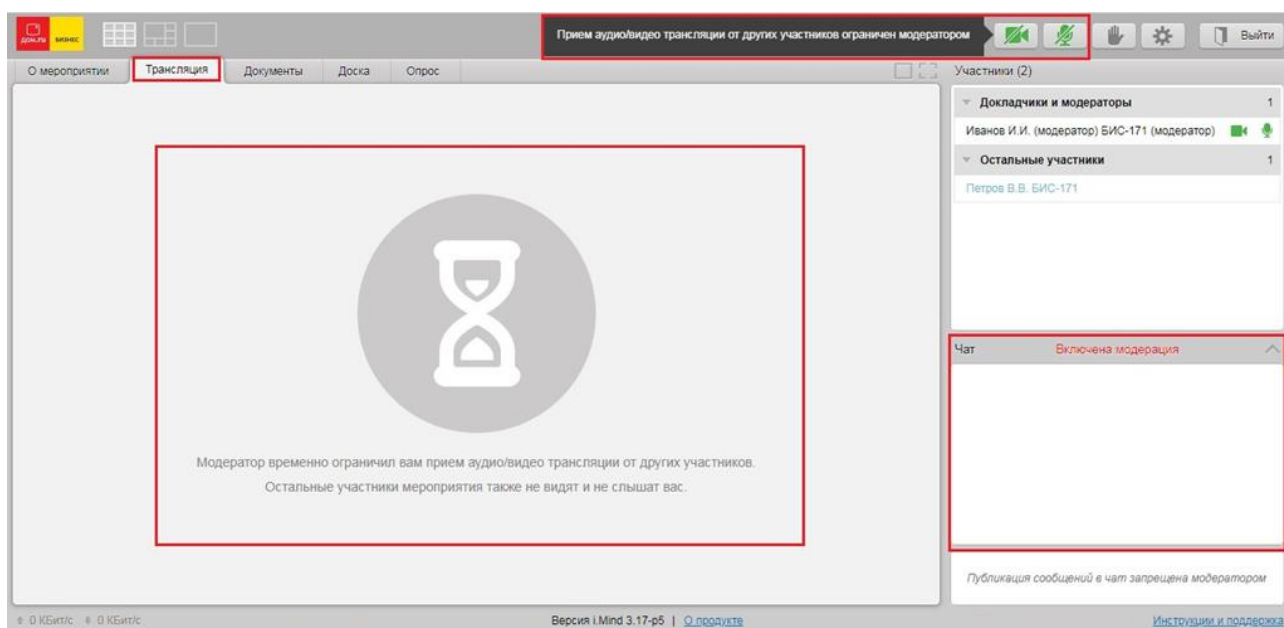 ДОМ.RU БИЗНЕС
Прием аудио/видео трансляции от других участников ограничен модератором
Выйти
О мероприятии Трансляция Документы Доска Опрос
Участники (2)
Докладчики и модераторы 1
Иванов И.И. (модератор) БИС-171 (модератор)
Остальные участники 1
Петров В.В. БИС-171
Модератор временно ограничил вам прием аудио/видео трансляции от других участников.
Остальные участники мероприятия также не видят и не слышат вас.
Чат Включена модерация
Публикация сообщений в чат запрещена модератором
0 КБит/с 0 КБит/с
Версия i.Mind 3.17-p5 | О продукте
Инструкции и поддержка